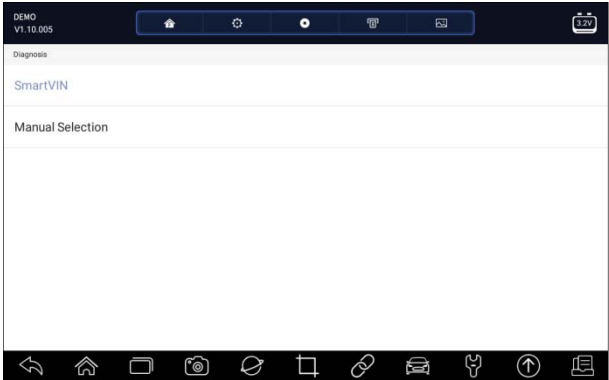 DEMO
V1.10.005
3.2V
Diagnosis
SmartVIN
Manual Selection